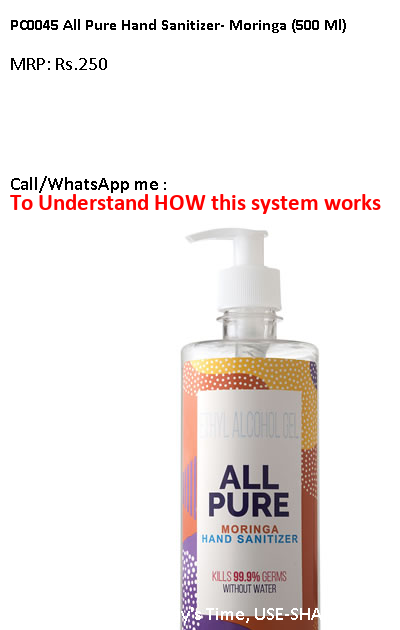 PC0045 All Pure Hand Sanitizer- Moringa (500 Ml)
MRP: Rs.250
Call/WhatsApp me :
To Understand HOW this system works
ETHYL ALCOHOL GEL
ALL
PURE
MORINGA
HAND SANITIZER
KILLS 99.9% GERMS
WITHOUT WATER
Time, USE-SHA